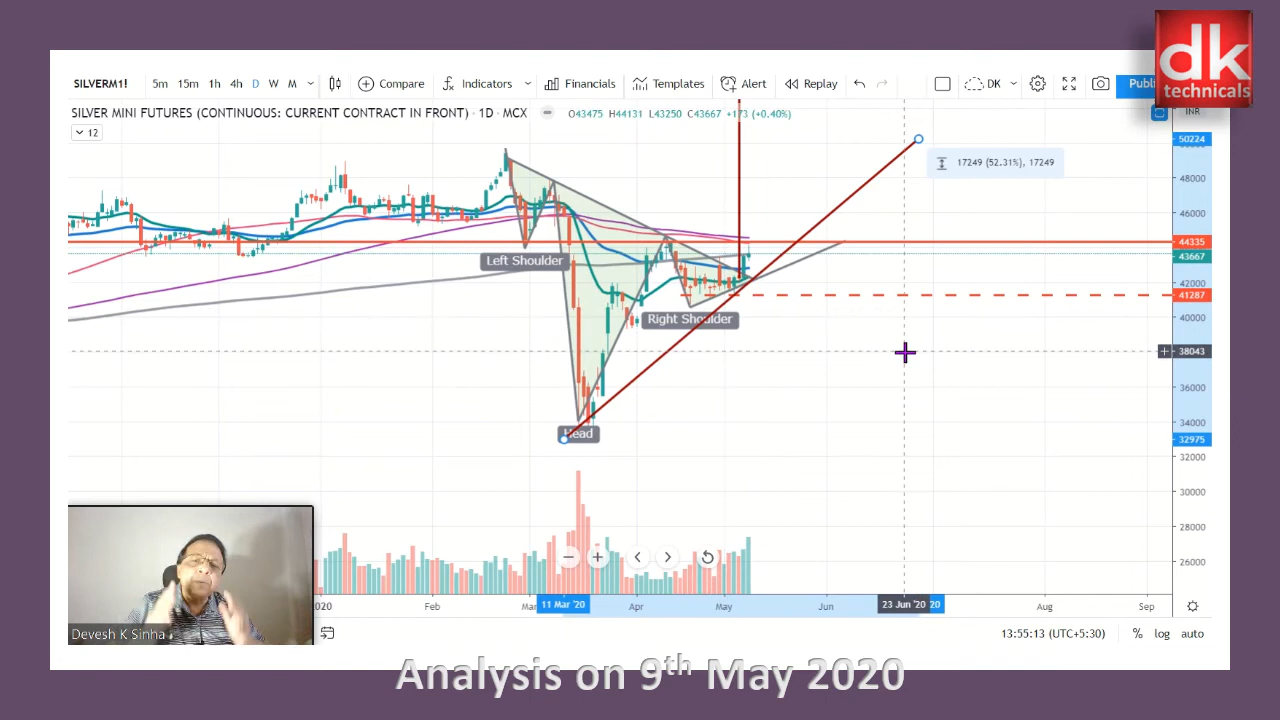 dk
technicals
SILVERM1! 5m 15m 1h 4h D W M Compare Indicators Financials Templates Alert Replay DK Publ
SILVER MINI FUTURES (CONTINUOUS: CURRENT CONTRACT IN FRONT) · 1D · MCX O43475 H44131 L43250 C43667 +173 (+0.40%) INR
12
50224
17249 (52.31%), 17249
48000
46000
44335
43667
Left Shoulder
42000
41287
40000
Right Shoulder
38043
36000
34000
Head
32975
32000
30000
28000
26000
2020 Feb Mar 11 Mar '20 Apr May Jun 23 Jun '20 20 Aug Sep
Devesh K Sinha
13:55:13 (UTC+5:30) % log auto
Analysis on 9th May 2020